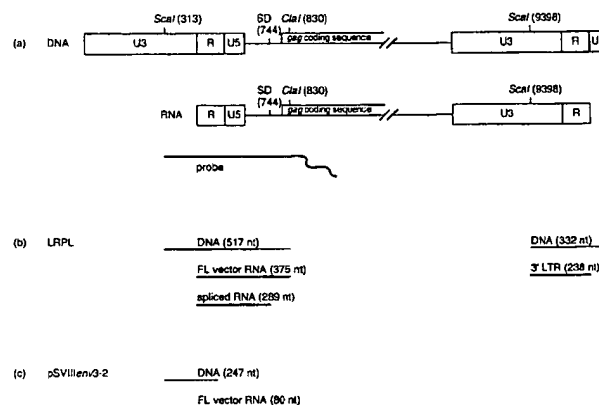 ScaI (313) SD (744) ClaI (830) ScaI (9398)
(a) DNA U3 R U5 gag coding sequence U3 R U
SD (744) ClaI (830) ScaI (9398)
RNA R U5 gag coding sequence U3 R
probe
(b) LRPL DNA (517 nt) DNA (332 nt)
FL vector RNA (375 nt) 3' LTR (238 nt)
spliced RNA (289 nt)
(c) pSVIIIenv3-2 DNA (247 nt)
FL vector RNA (80 nt)